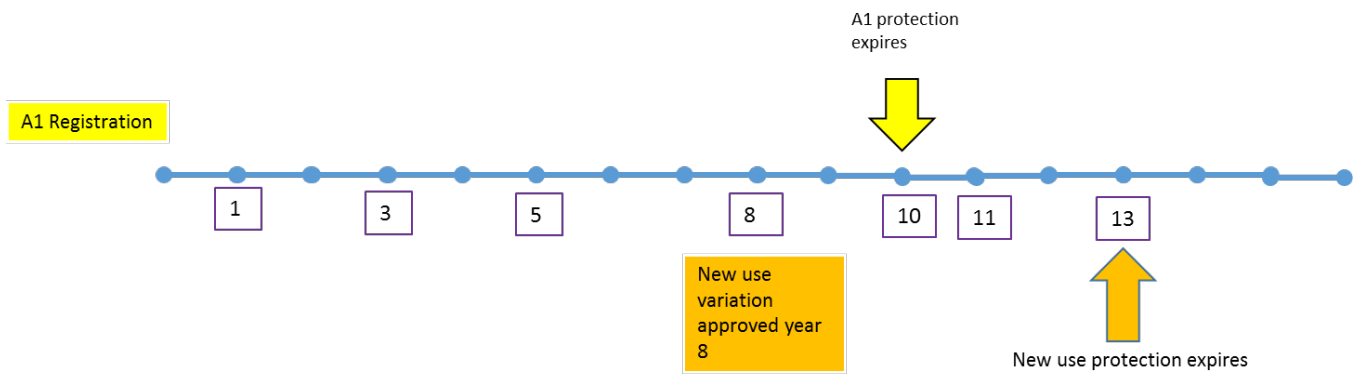 A1 protection
expires
A1 Registration
1
3
5
8
10
11
13
New use
variation
approved year
8
New use protection expires